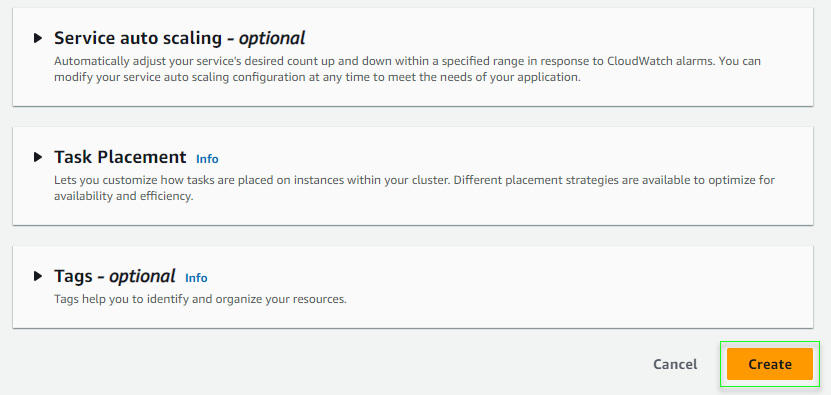 Service auto scaling - optional
Automatically adjust your service's desired count up and down within a specified range in response to CloudWatch alarms. You can
modify your service auto scaling configuration at any time to meet the needs of your application.
Task Placement Info
Lets you customize how tasks are placed on instances within your cluster. Different placement strategies are available to optimize for
availability and efficiency.
Tags - optional Info
Tags help you to identify and organize your resources.
Cancel Create